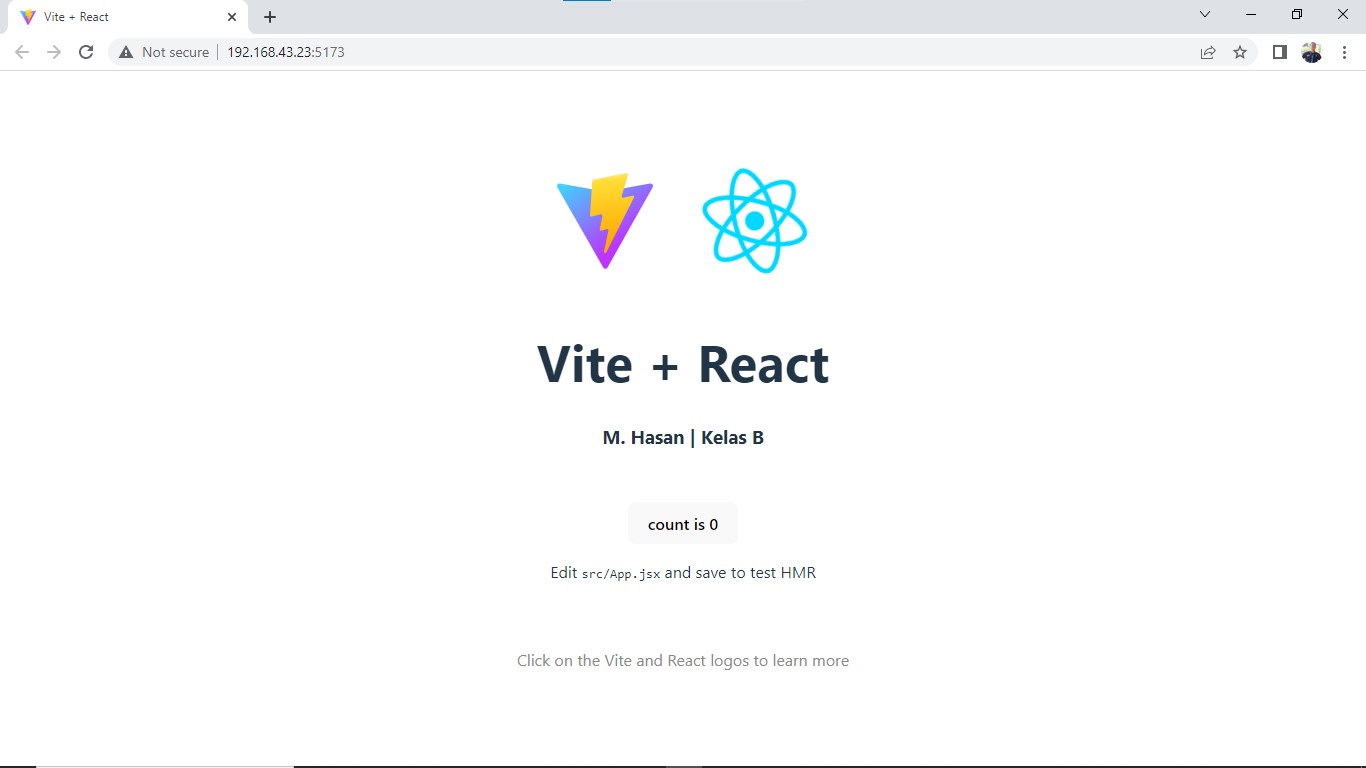 Vite + React
Not secure
192.168.43.23:5173
Vite + React
M. Hasan | Kelas B
count is 0
Edit src/App.jsx and save to test HMR
Click on the Vite and React logos to learn more